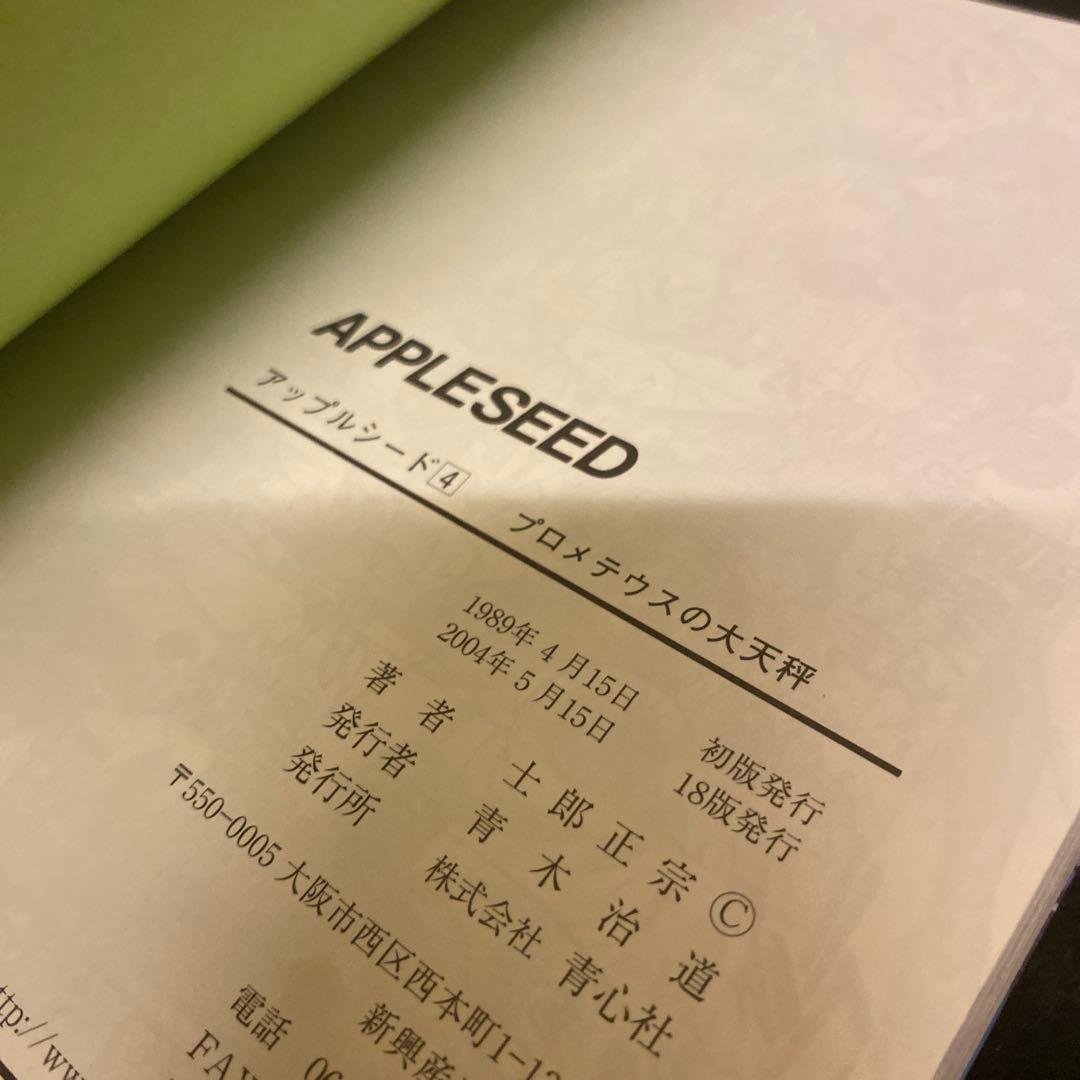 APPLESEED
アップルシード4 プロメテウスの大天秤
1989年4月15日 初版発行
2004年5月15日 18版発行
著者 士郎正宗©
発行者 青木治道
発行所 株式会社 青心社
〒550-0005 大阪市西区西本町1-1
新興産
電話 06
FAX
ttp://ww